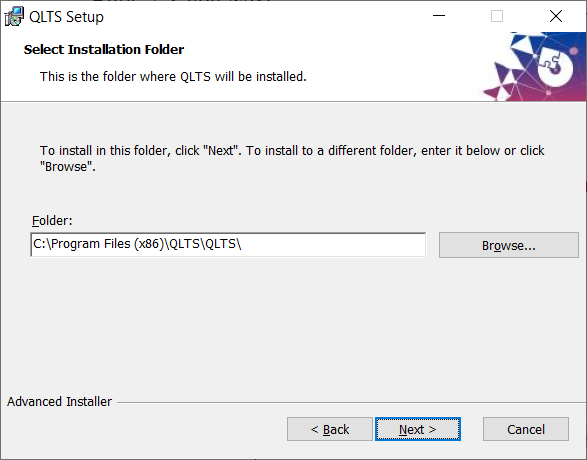 QLTS Setup
Select Installation Folder
This is the folder where QLTS will be installed.
To install in this folder, click "Next". To install to a different folder, enter it below or click
"Browse".
Folder:
C:\Program Files (x86)\QLTS\QLTS\
Browse...
Advanced Installer
< Back
Next >
Cancel